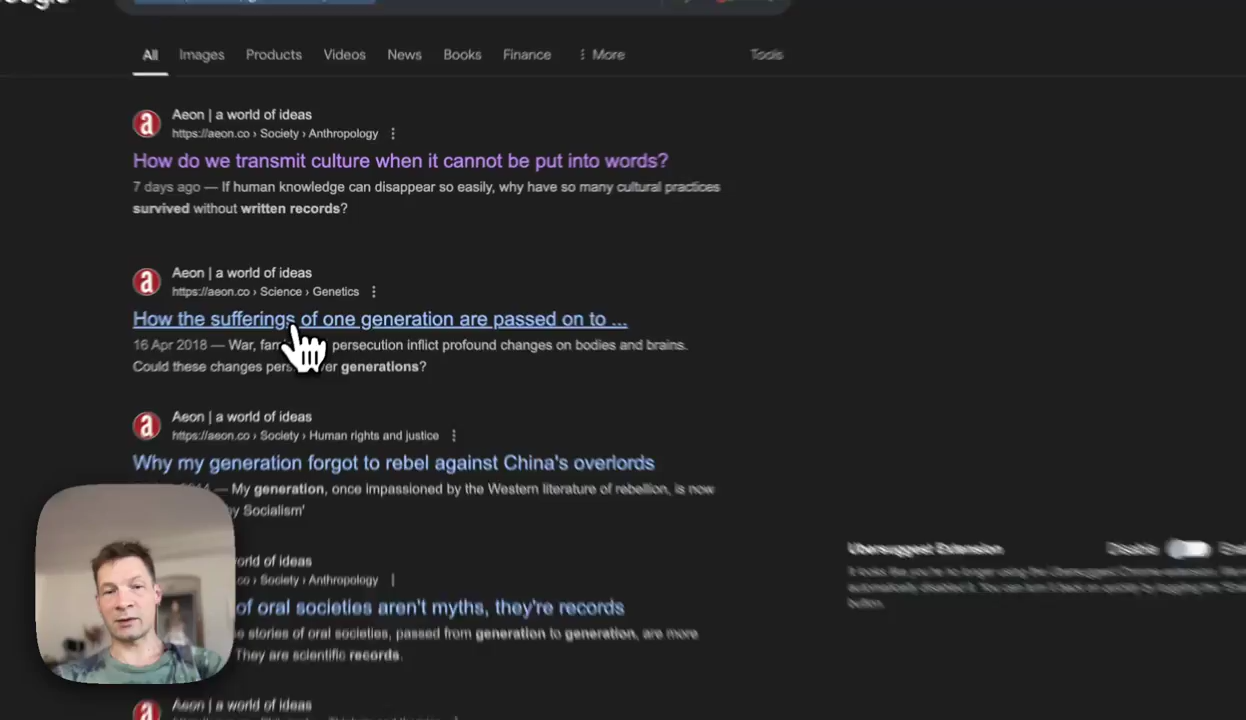 All Images Products Videos News Books Finance More Tools
Aeon | a world of ideas
https://aeon.co › Society › Anthropology
How do we transmit culture when it cannot be put into words?
7 days ago — If human knowledge can disappear so easily, why have so many cultural practices
survived without written records?
Aeon | a world of ideas
https://aeon.co › Science › Genetics
How the sufferings of one generation are passed on to ...
16 Apr 2018 — War, persecution inflict profound changes on bodies and brains.
Could these changes generations?
Aeon | a world of ideas
https://aeon.co › Society › Human rights and justice
Why my generation forgot to rebel against China's overlords
— My generation, once impassioned by the Western literature of rebellion, is now
by Socialism'
world of ideas
› Society › Anthropology
of oral societies aren't myths, they're records
stories of oral societies, passed from generation to generation, are more
They are scientific records.
Ubersuggest Extension Disable
Aeon | a world of ideas